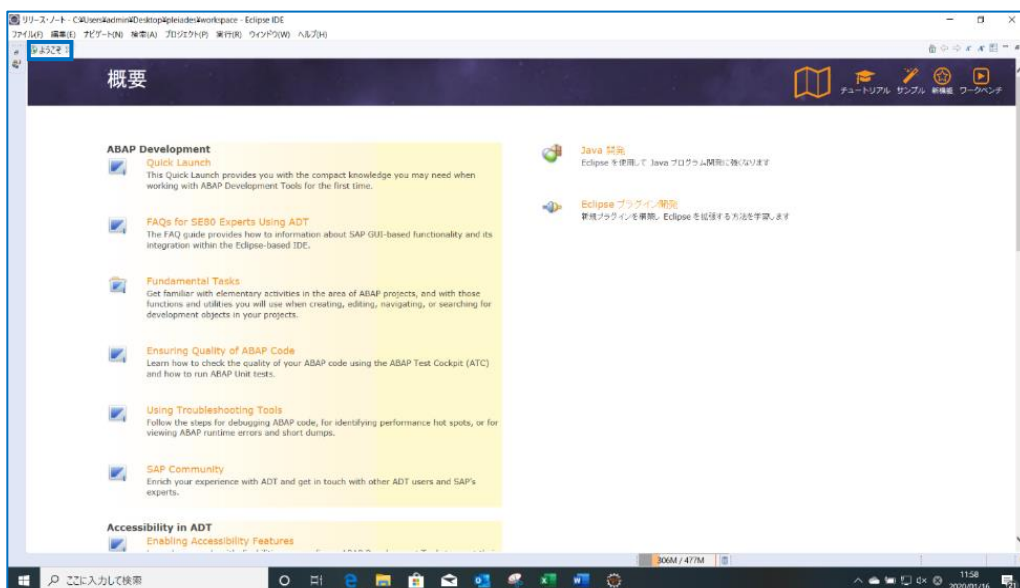 リリース・ノート - C:¥Users¥admin¥Desktop¥pleiades¥workspace - Eclipse IDE
ファイル(F) 編集(E) ナビゲート(N) 検索(A) プロジェクト(P) 実行(R) ウィンドウ(W) ヘルプ(H)
ようこそ
概要
チュートリアル サンプル 新機能 ワークベンチ
ABAP Development
Quick Launch
This Quick Launch provides you with the compact knowledge you may need when
working with ABAP Development Tools for the first time.
FAQs for SE80 Experts Using ADT
The FAQ guide provides how to information about SAP GUI-based functionality and its
integration within the Eclipse-based IDE.
Fundamental Tasks
Get familiar with elementary activities in the area of ABAP projects, and with those
functions and utilities you will use when creating, editing, navigating, or searching for
development objects in your projects.
Ensuring Quality of ABAP Code
Learn how to check the quality of your ABAP code using the ABAP Test Cockpit (ATC)
and how to run ABAP Unit tests.
Using Troubleshooting Tools
Follow the steps for debugging ABAP code, for identifying performance hot spots, or for
viewing ABAP runtime errors and short dumps.
SAP Community
Enrich your experience with ADT and get in touch with other ADT users and SAP's
experts.
Accessibility in ADT
Enabling Accessibility Features
Java 開発
Eclipse を使用して Java プログラム開発に強くなります
Eclipse プラグイン開発
新規プラグインを構築し Eclipse を拡張する方法を学習します
306M / 477M
ここに入力して検索
11:58
2020/01/16
121